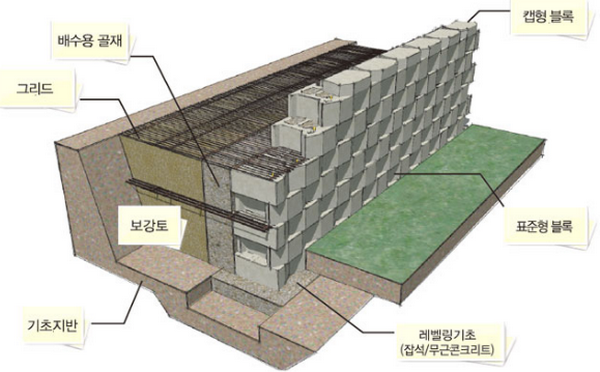 캡형 블록
배수용 골재
그리드
보강토
표준형 블록
기초지반
레벨링기초
(잡석/무근콘크리트)